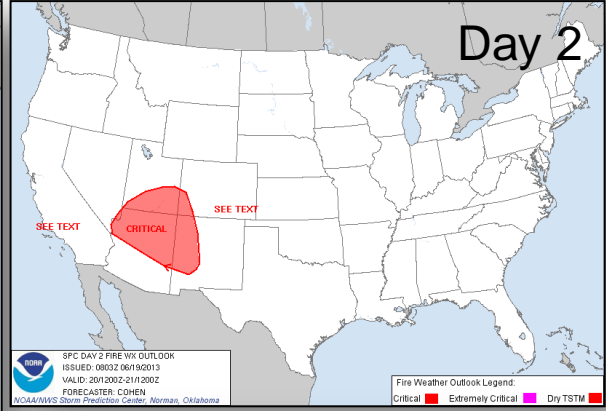 Day 2
SEE TEXT
SEE TEXT
CRITICAL
NOAA
SPC DAY 2 FIRE WX OUTLOOK
ISSUED: 0803Z 06/19/2013
VALID: 20/1200Z-21/1200Z
FORECASTER: COHEN
NOAA/NWS Storm Prediction Center, Norman, Oklahoma
Fire Weather Outlook Legend:
Critical Extremely Critical Dry TSTM